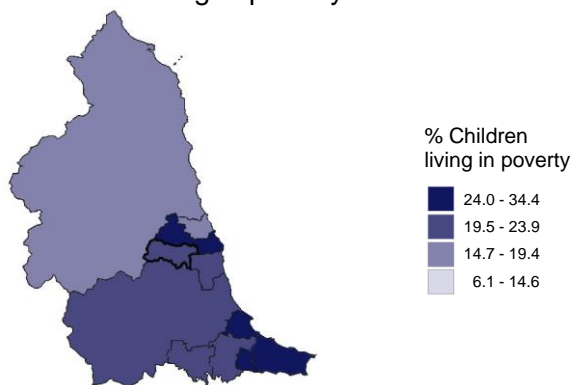 % Children
living in poverty
24.0 - 34.4
19.5 - 23.9
14.7 - 19.4
6.1 - 14.6